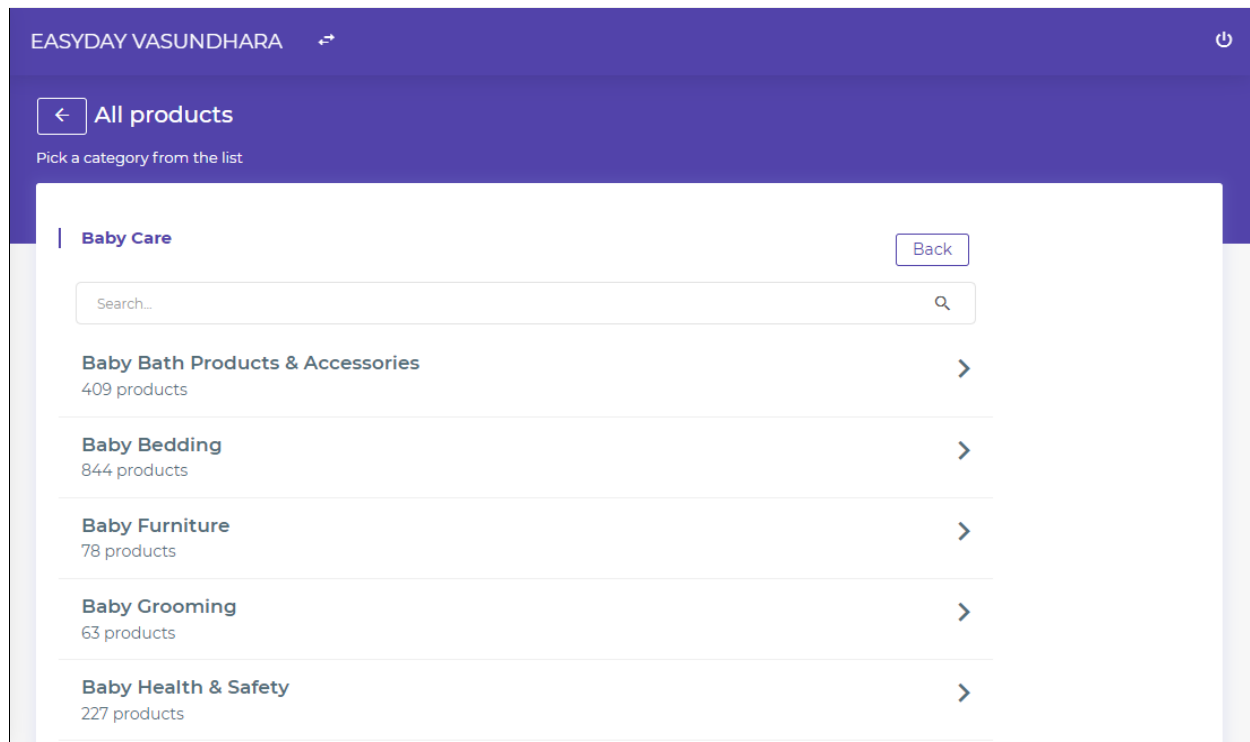 EASYDAY VASUNDHARA
All products
Pick a category from the list
Baby Care
Back
Search...
Baby Bath Products & Accessories
409 products
Baby Bedding
844 products
Baby Furniture
78 products
Baby Grooming
63 products
Baby Health & Safety
227 products